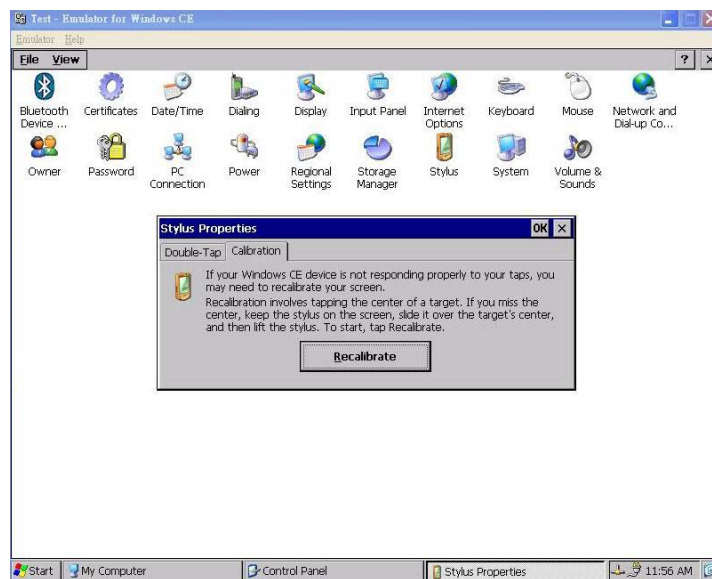 Test - Emulator for Windows CE
Emulator Help
File View ? ×
Bluetooth Device ...
Certificates
Date/Time
Dialing
Display
Input Panel
Internet Options
Keyboard
Mouse
Network and Dial-up Co...
Owner
Password
PC Connection
Power
Regional Settings
Storage Manager
Stylus
System
Volume & Sounds
Stylus Properties OK ×
Double-Tap Calibration
If your Windows CE device is not responding properly to your taps, you
may need to recalibrate your screen.
Recalibration involves tapping the center of a target. If you miss the
center, keep the stylus on the screen, slide it over the target's center,
and then lift the stylus. To start, tap Recalibrate.
Recalibrate
Start My Computer Control Panel Stylus Properties 11:56 AM